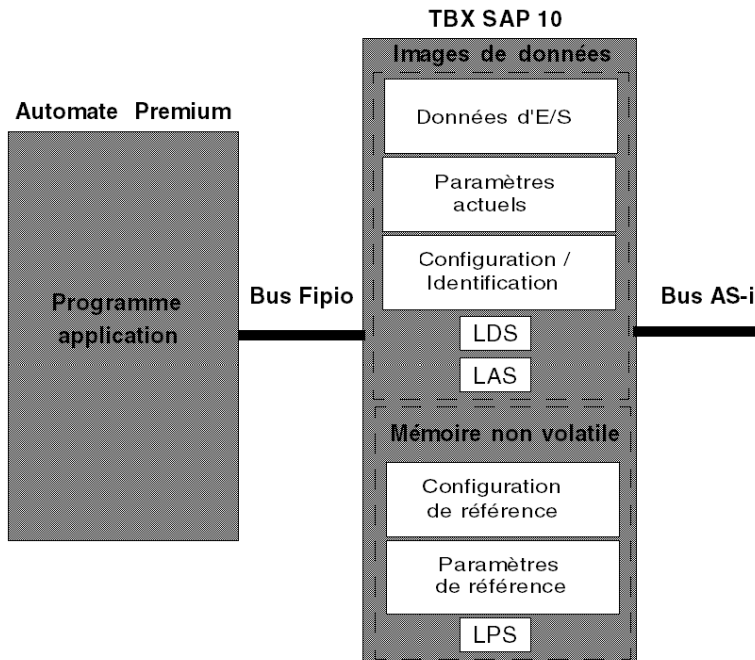 TBX SAP 10
Images de données
Automate Premium
Données d'E/S
Paramètres
actuels
Programme
application
Bus Fipio
Configuration /
Identification
Bus AS-i
LDS
LAS
Mémoire non volatile
Configuration
de référence
Paramètres
de référence
LPS